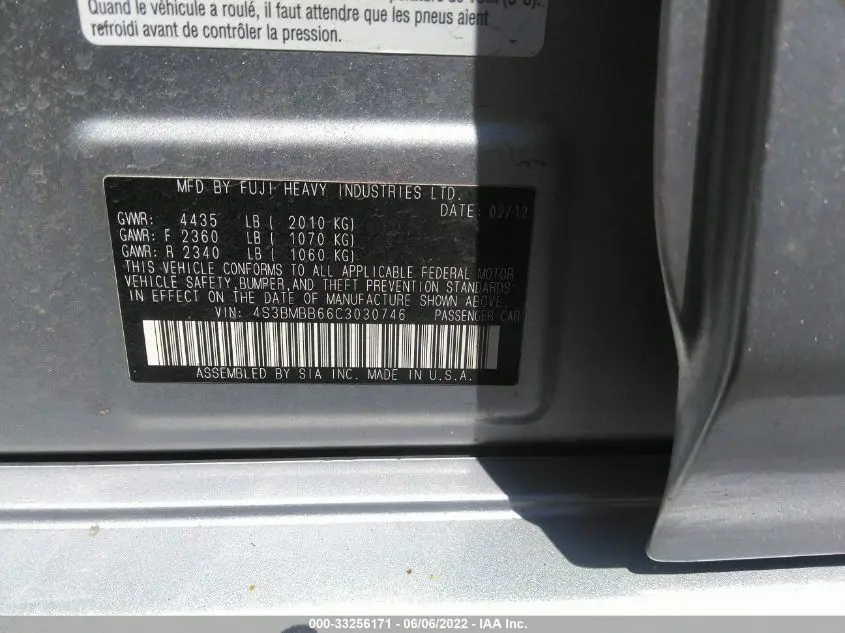 Quand le véhicule a roulé, il faut attendre que les pneus aient
refroidi avant de contrôler la pression.
MFD BY FUJI HEAVY INDUSTRIES LTD.
DATE: 02/12
GVWR: 4435 LB ( 2010 KG)
GAWR: F 2360 LB ( 1070 KG)
GAWR: R 2340 LB ( 1060 KG)
THIS VEHICLE CONFORMS TO ALL APPLICABLE FEDERAL MOTOR
VEHICLE SAFETY,BUMPER,AND THEFT PREVENTION STANDARDS
IN EFFECT ON THE DATE OF MANUFACTURE SHOWN ABOVE.
VIN: 4S3BMBB66C3030746 PASSENGER CAR
ASSEMBLED BY SIA INC. MADE IN U.S.A.
000-33256171 - 06/06/2022 - IAA Inc.